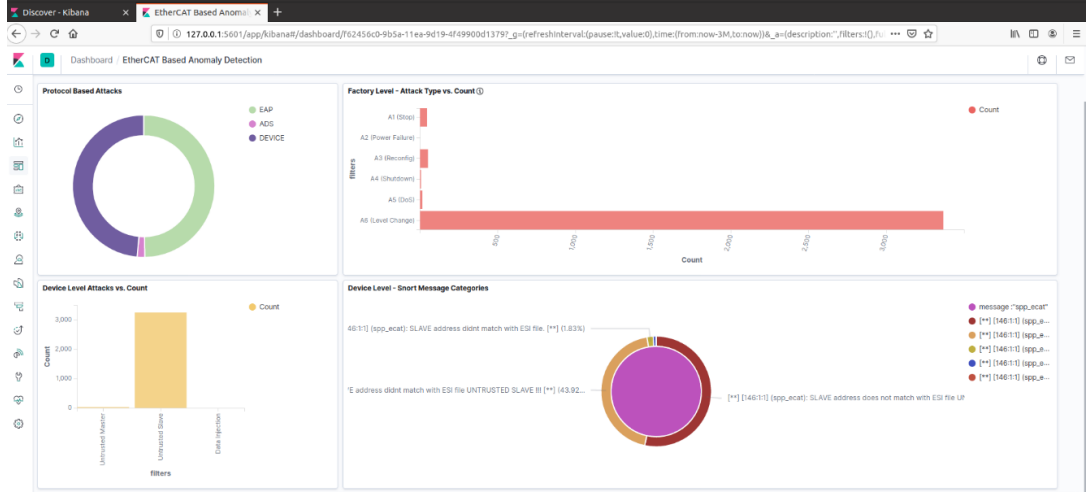 Discover - Kibana
EtherCAT Based Anomal
127.0.0.1:5601/app/kibana#/dashboard/f62456c0-9b5a-11ea-9d19-4f49900d1379?_g=(refreshInterval:(pause:!t,value:0),time:(from:now-3M,to:now))&_a=(description:'',filters:!(),fu
D
Dashboard / EtherCAT Based Anomaly Detection
Protocol Based Attacks
EAP
ADS
DEVICE
Factory Level - Attack Type vs. Count
Count
A1 (Stop)
A2 (Power Failure)
A3 (Reconfig)
A4 (Shutdown)
A5 (DoS)
A6 (Level Change)
filters
500
1,000
1,500
2,000
2,500
3,000
Count
Device Level Attacks vs. Count
Count
3,000
2,000
1,000
0
Count
Untrusted Master
Untrusted Slave
Data Injection
filters
Device Level - Snort Message Categories
message :"spp_ecat"
[**] [146:1:1] (spp_e...
[**] [146:1:1] (spp_e...
[**] [146:1:1] (spp_e...
[**] [146:1:1] (spp_e...
[**] [146:1:1] (spp_e...
46:1:1] (spp_ecat): SLAVE address didnt match with ESI file. [**] (1.83%)
'E address didnt match with ESI file UNTRUSTED SLAVE !!! [**] (43.92...
[**] [146:1:1] (spp_ecat): SLAVE address does not match with ESI file UN